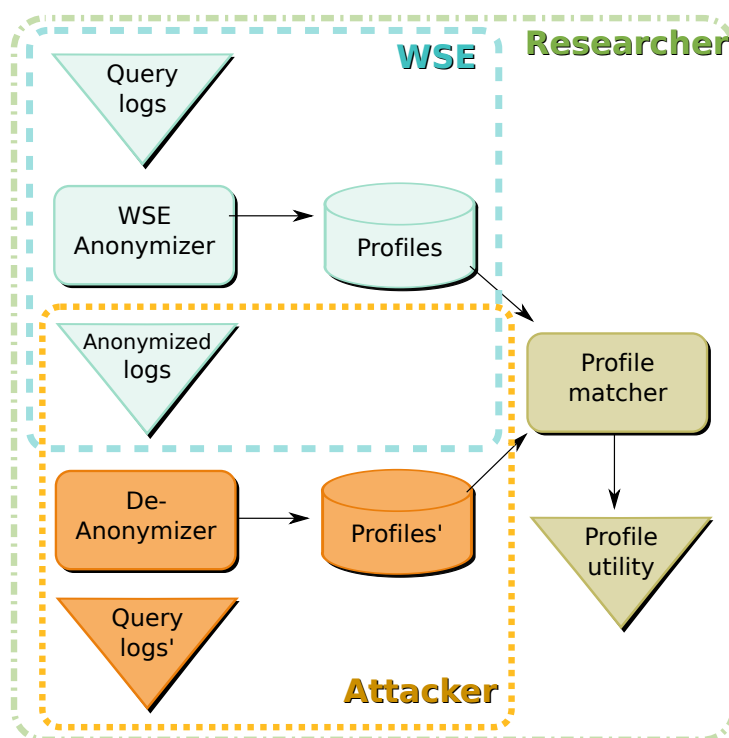 Researcher
WSE
Query
logs
WSE
Anonymizer
Profiles
Anonymized
logs
Profile
matcher
De-
Anonymizer
Profiles'
Profile
utility
Query
logs'
Attacker